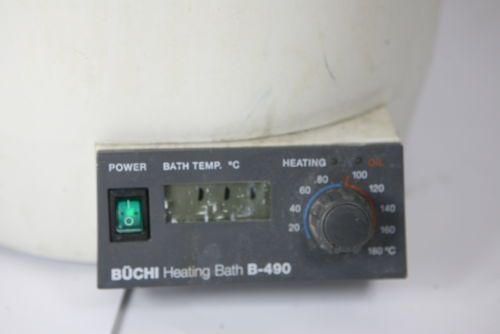 POWER
BATH TEMP. °C
HEATING
OIL
20
40
60
80
100
120
140
160
180 °C
BÜCHI Heating Bath B-490